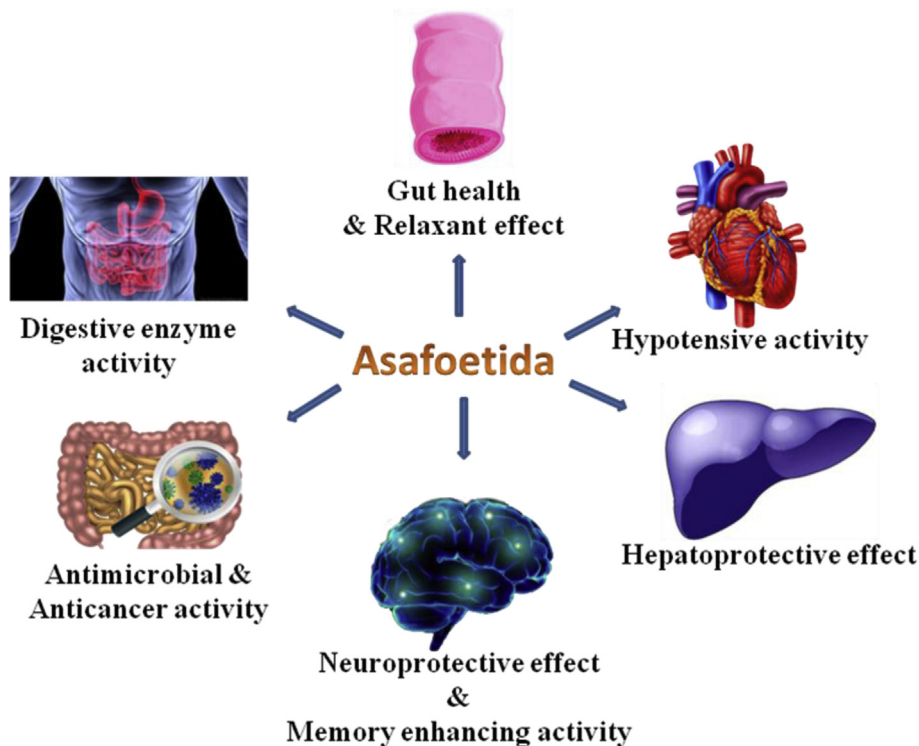 Gut health
& Relaxant effect
Digestive enzyme
activity
Hypotensive activity
Asafoetida
Antimicrobial &
Anticancer activity
Hepatoprotective effect
Neuroprotective effect
&
Memory enhancing activity